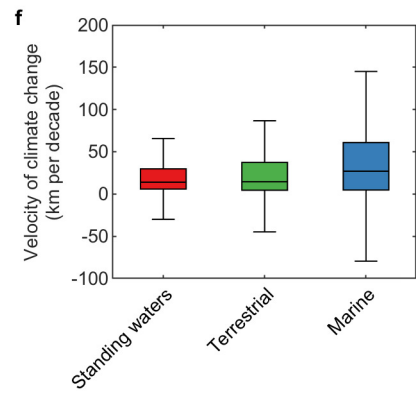 f
Velocity of climate change
(km per decade)
200
150
100
50
0
-50
-100
Standing waters
Terrestrial
Marine